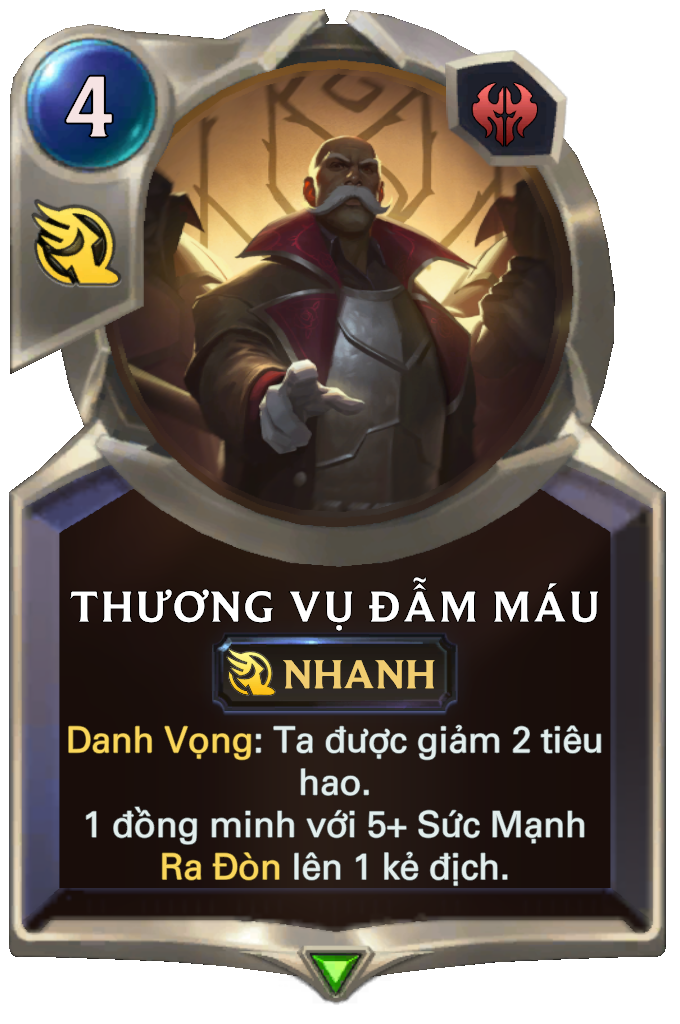 4
THƯƠNG VỤ ĐẪM MÁU
NHANH
Danh Vọng: Ta được giảm 2 tiêu
hao.
1 đồng minh với 5+ Sức Mạnh
Ra Đòn lên 1 kẻ địch.